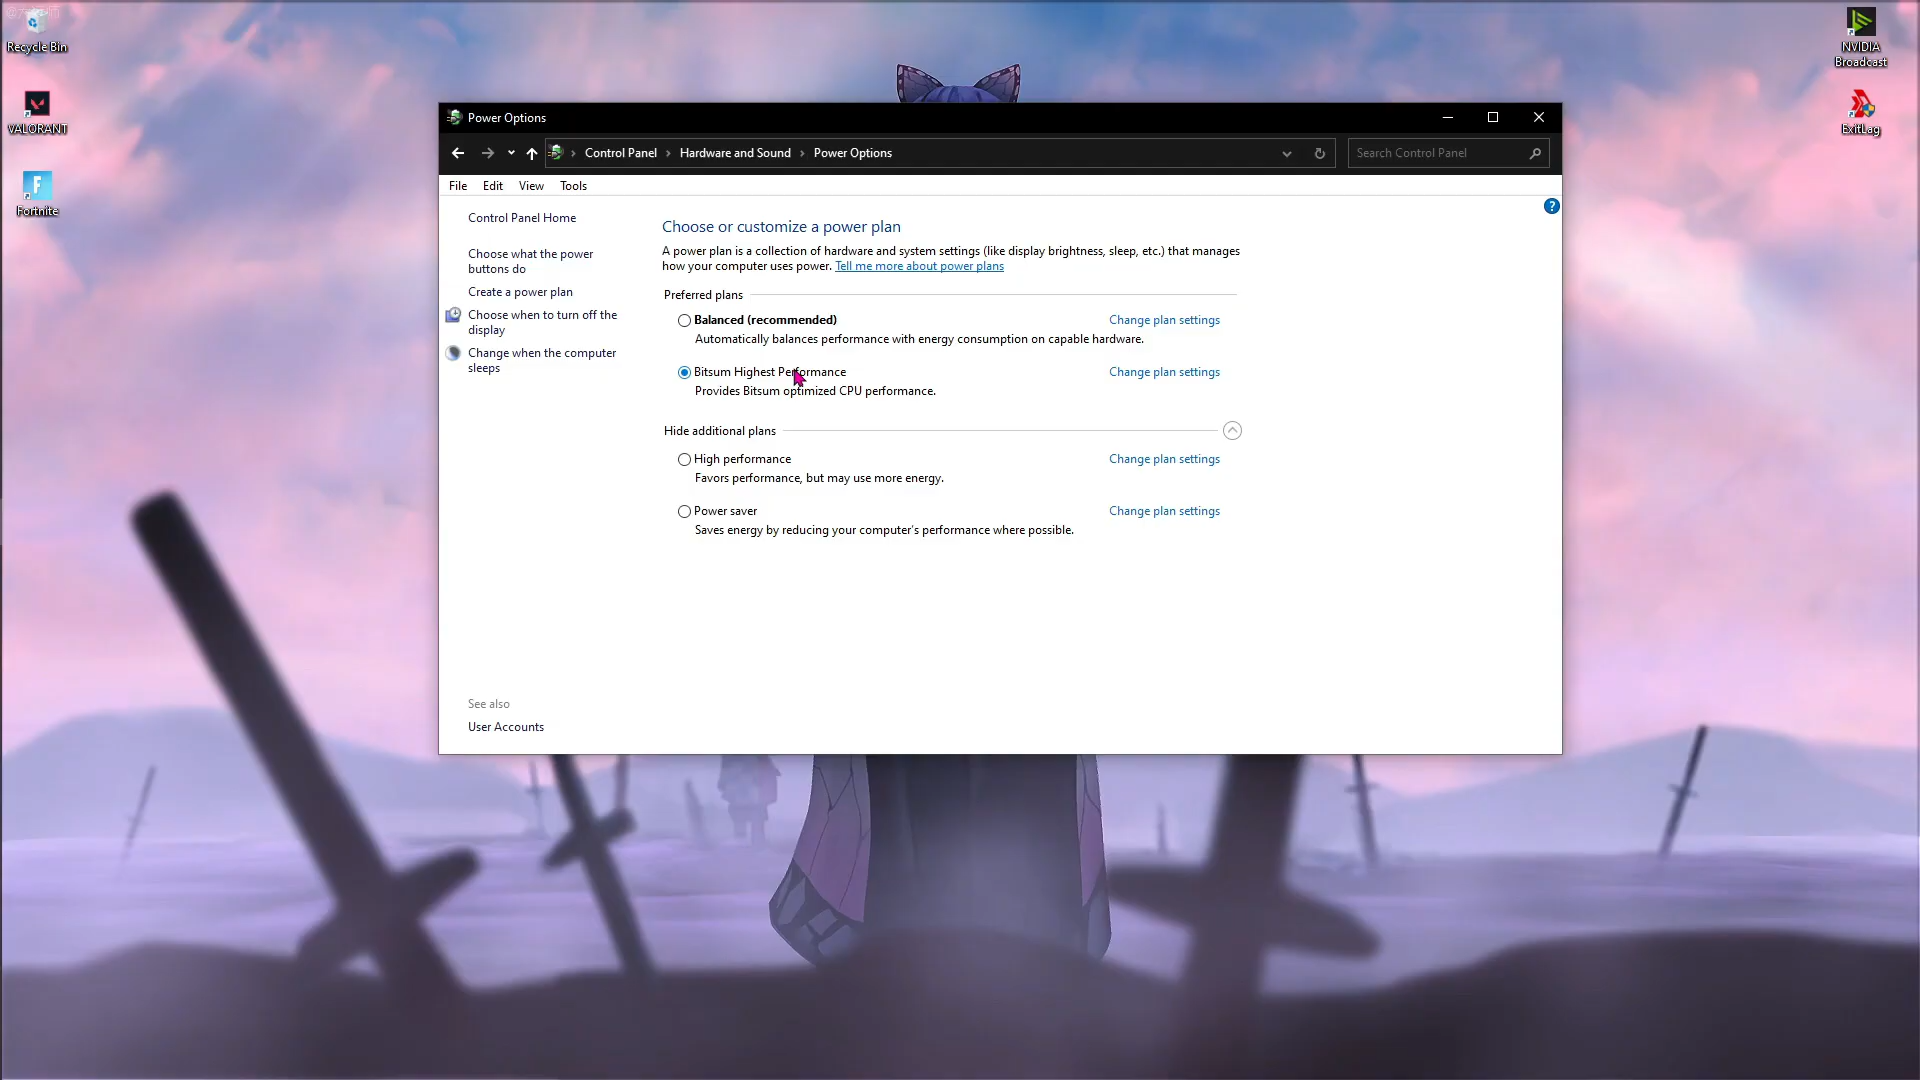 Recycle Bin
VALORANT
Fortnite
NVIDIA
Broadcast
ExitLag
Power Options
Control Panel > Hardware and Sound > Power Options
Search Control Panel
File Edit View Tools
Control Panel Home
Choose what the power
buttons do
Create a power plan
Choose when to turn off the
display
Change when the computer
sleeps
See also
User Accounts
Choose or customize a power plan
A power plan is a collection of hardware and system settings (like display brightness, sleep, etc.) that manages
how your computer uses power. Tell me more about power plans
Preferred plans
Balanced (recommended) Change plan settings
Automatically balances performance with energy consumption on capable hardware.
Bitsum Highest Performance Change plan settings
Provides Bitsum optimized CPU performance.
Hide additional plans
High performance Change plan settings
Favors performance, but may use more energy.
Power saver Change plan settings
Saves energy by reducing your computer's performance where possible.